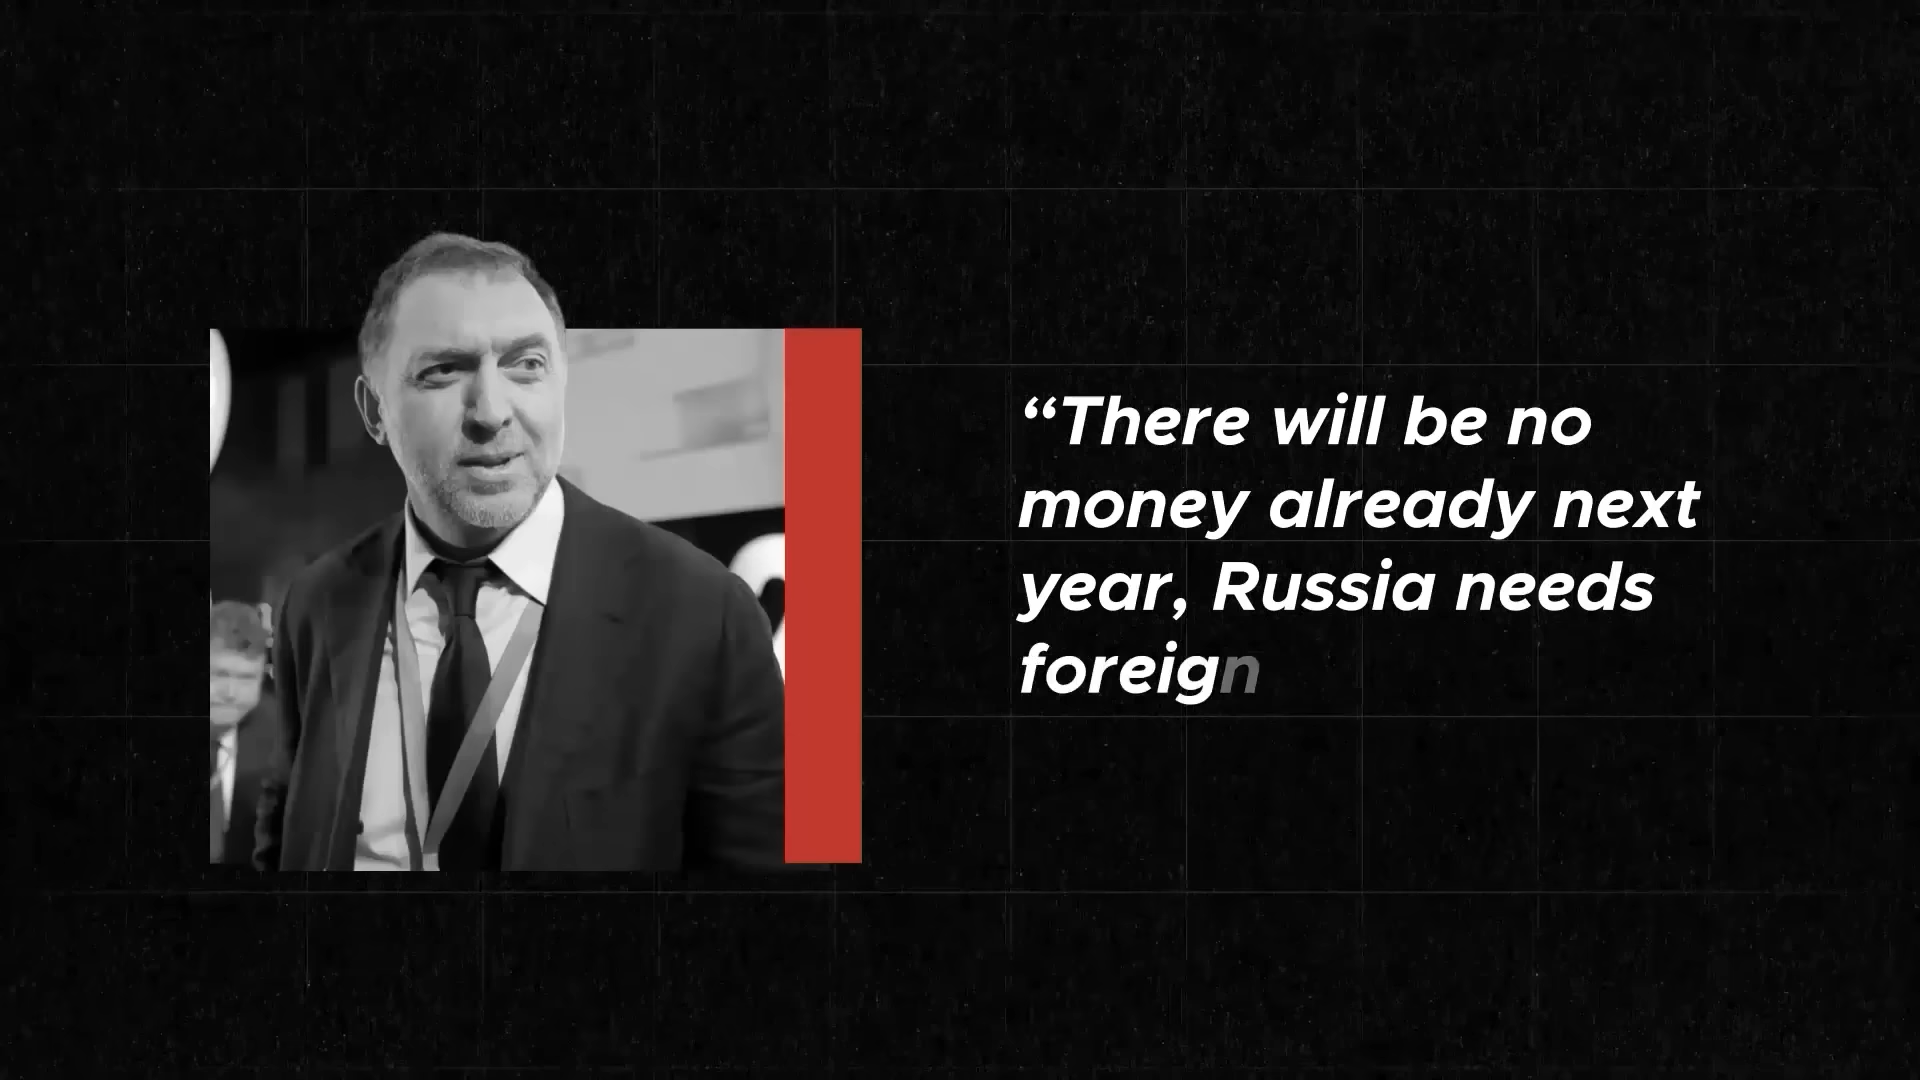 “There will be no
money already next
year, Russia needs
foreign